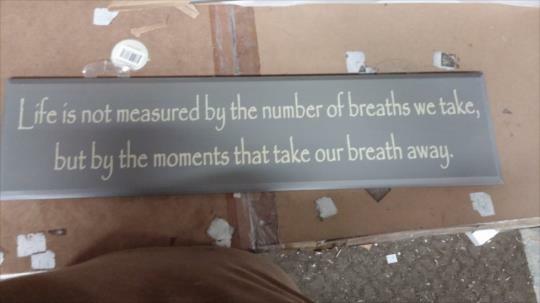 Life is not measured by the number of breaths we take,
but by the moments that take our breath away.